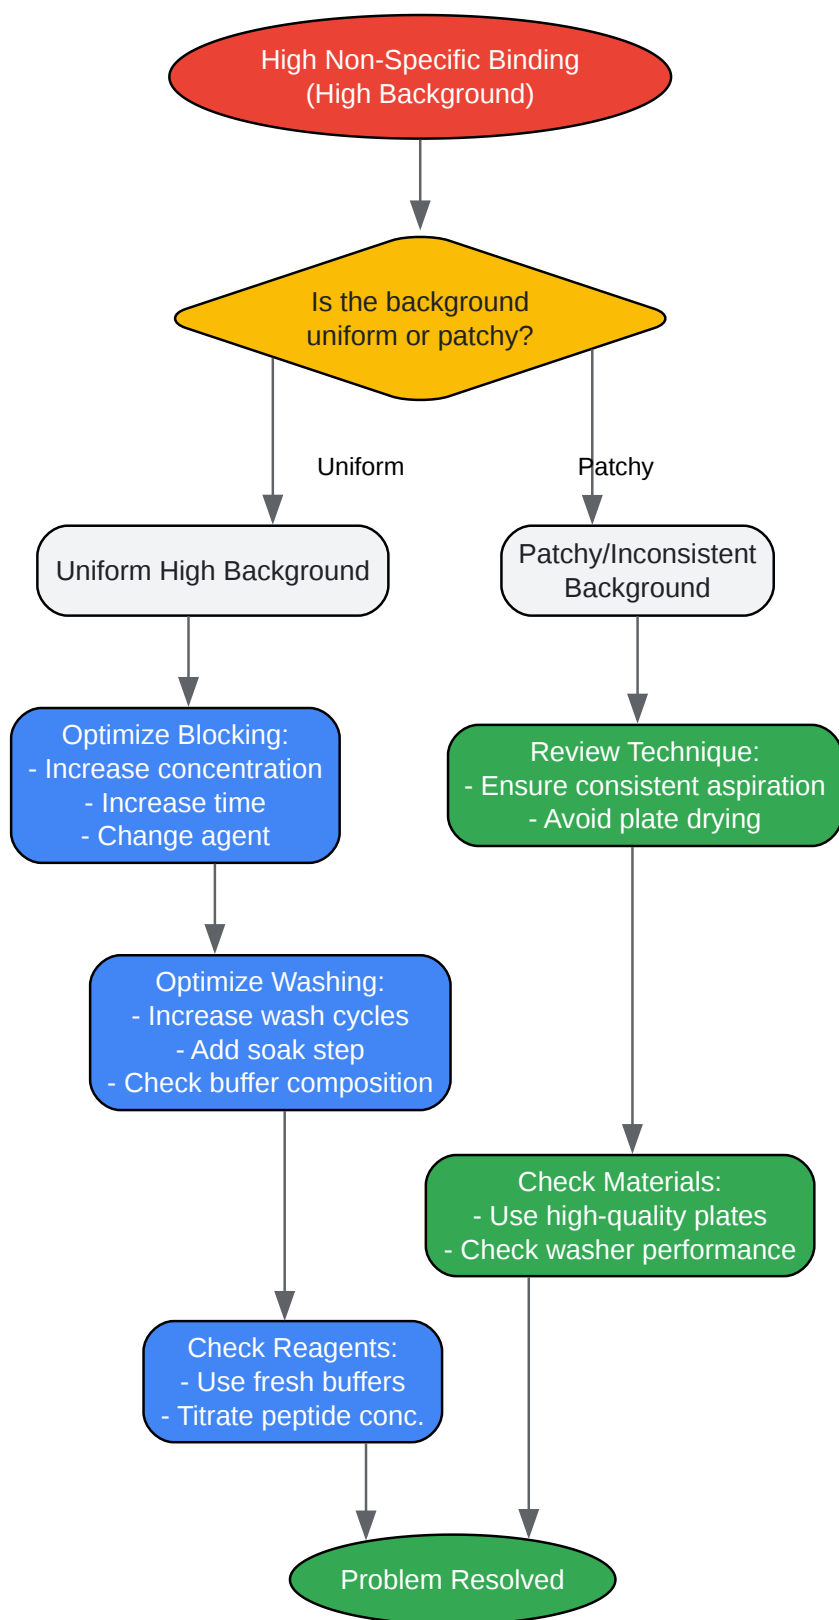 High Non-Specific Binding
(High Background)
Is the background
uniform or patchy?
Uniform
Patchy
Uniform High Background
Patchy/Inconsistent
Background
Optimize Blocking:
- Increase concentration
- Increase time
- Change agent
Review Technique:
- Ensure consistent aspiration
- Avoid plate drying
Optimize Washing:
- Increase wash cycles
- Add soak step
- Check buffer composition
Check Materials:
- Use high-quality plates
- Check washer performance
Check Reagents:
- Use fresh buffers
- Titrate peptide conc.
Problem Resolved